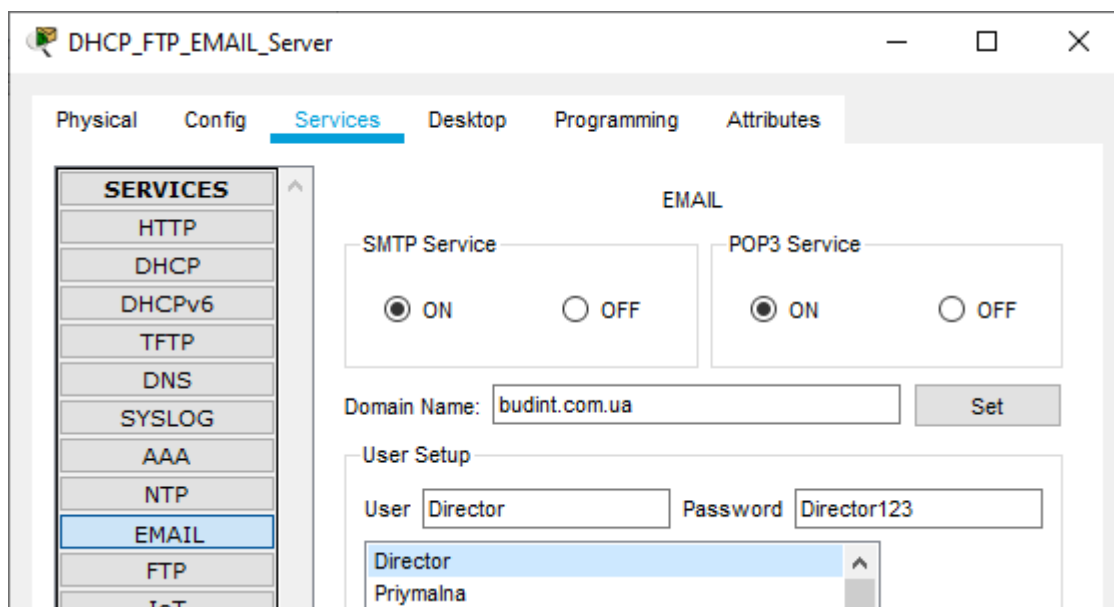 DHCP_FTP_EMAIL_Server
Physical Config Services Desktop Programming Attributes
SERVICES
HTTP
DHCP
DHCPv6
TFTP
DNS
SYSLOG
AAA
NTP
EMAIL
FTP
IoT
EMAIL
SMTP Service
ON OFF
POP3 Service
ON OFF
Domain Name: budint.com.ua Set
User Setup
User Director Password Director123
Director
Priymalna